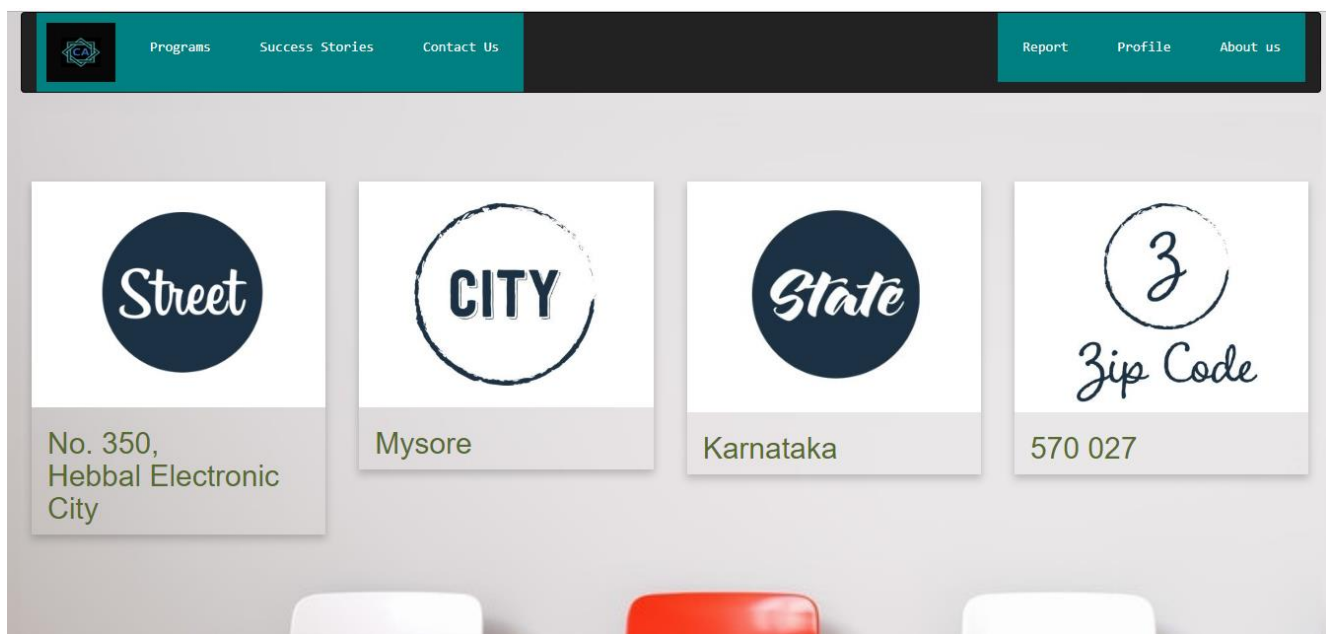 CA
Programs
Success Stories
Contact Us
Report
Profile
About us
Street
CITY
State
Z
Zip Code
No. 350,
Hebbal Electronic
City
Mysore
Karnataka
570 027